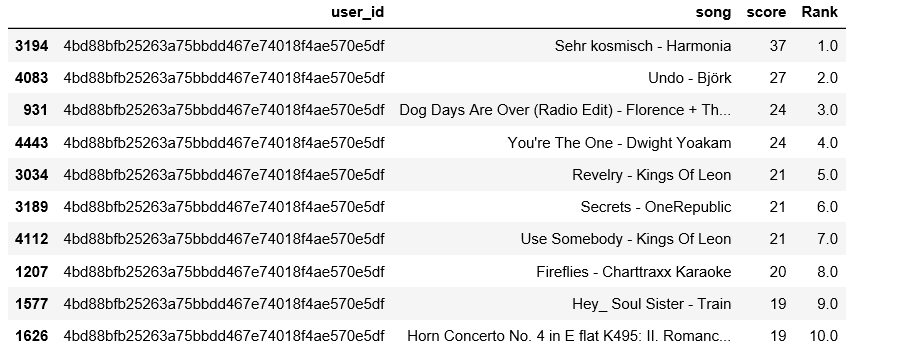 user_id song score Rank
3194 4bd88bfb25263a75bbdd467e74018f4ae570e5df Sehr kosmisch - Harmonia 37 1.0
4083 4bd88bfb25263a75bbdd467e74018f4ae570e5df Undo - Björk 27 2.0
931 4bd88bfb25263a75bbdd467e74018f4ae570e5df Dog Days Are Over (Radio Edit) - Florence + Th... 24 3.0
4443 4bd88bfb25263a75bbdd467e74018f4ae570e5df You're The One - Dwight Yoakam 24 4.0
3034 4bd88bfb25263a75bbdd467e74018f4ae570e5df Revelry - Kings Of Leon 21 5.0
3189 4bd88bfb25263a75bbdd467e74018f4ae570e5df Secrets - OneRepublic 21 6.0
4112 4bd88bfb25263a75bbdd467e74018f4ae570e5df Use Somebody - Kings Of Leon 21 7.0
1207 4bd88bfb25263a75bbdd467e74018f4ae570e5df Fireflies - Charttraxx Karaoke 20 8.0
1577 4bd88bfb25263a75bbdd467e74018f4ae570e5df Hey_ Soul Sister - Train 19 9.0
1626 4bd88bfb25263a75bbdd467e74018f4ae570e5df Horn Concerto No. 4 in E flat K495: II. Romanc... 19 10.0